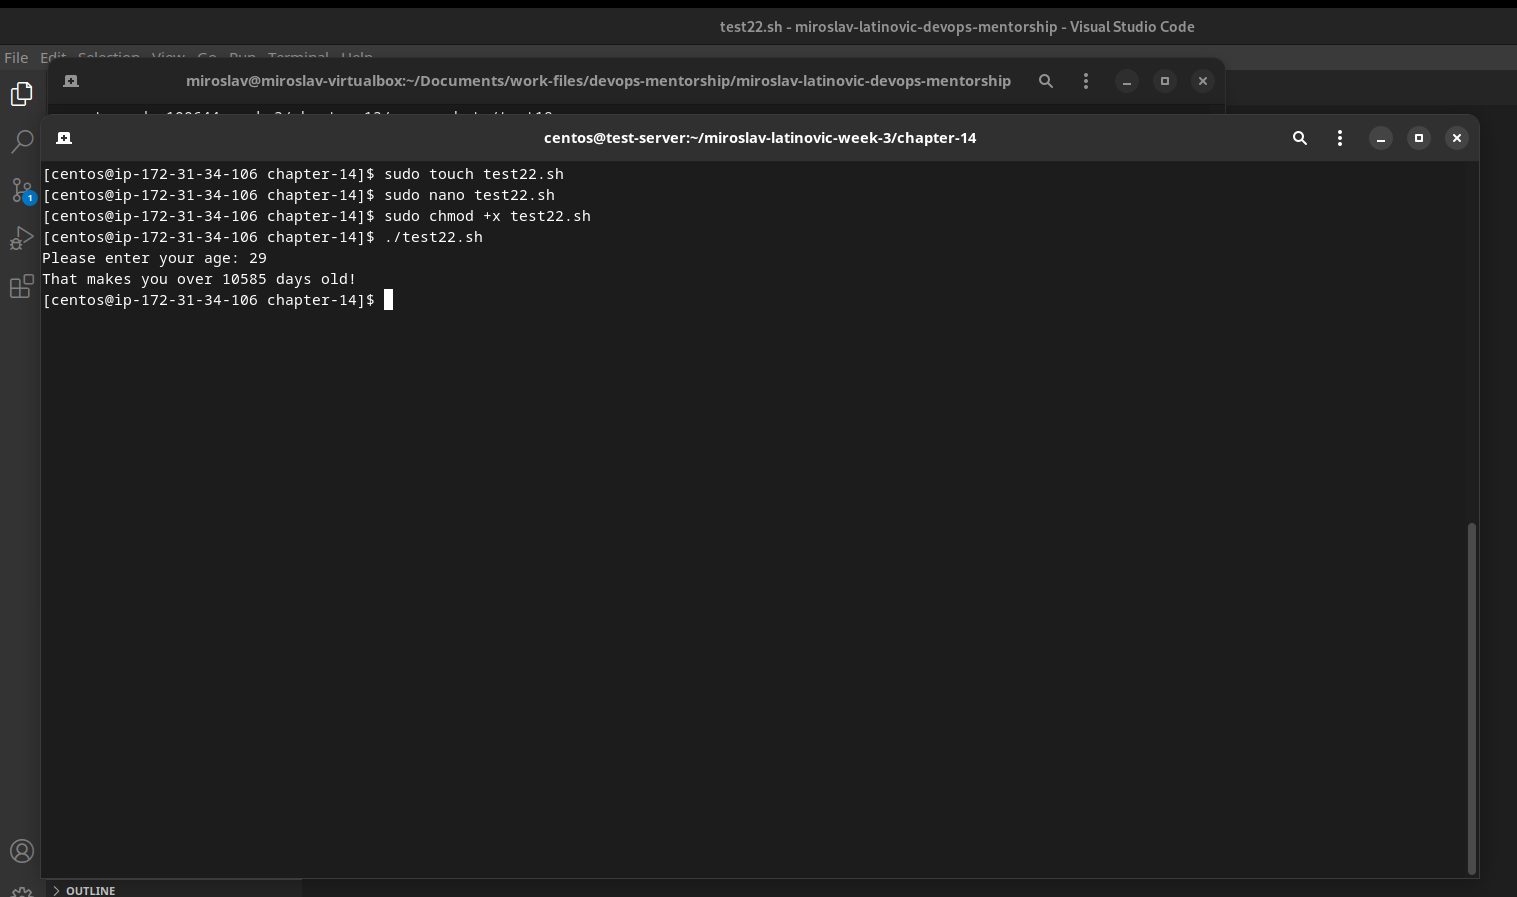 test22.sh - miroslav-latinovic-devops-mentorship - Visual Studio Code
File Edit Selection View Go Run Terminal Help
miroslav@miroslav-virtualbox:~/Documents/work-files/devops-mentorship/miroslav-latinovic-devops-mentorship
centos@test-server:~/miroslav-latinovic-week-3/chapter-14
[centos@ip-172-31-34-106 chapter-14]$ sudo touch test22.sh
[centos@ip-172-31-34-106 chapter-14]$ sudo nano test22.sh
[centos@ip-172-31-34-106 chapter-14]$ sudo chmod +x test22.sh
[centos@ip-172-31-34-106 chapter-14]$ ./test22.sh
Please enter your age: 29
That makes you over 10585 days old!
[centos@ip-172-31-34-106 chapter-14]$
1
OUTLINE